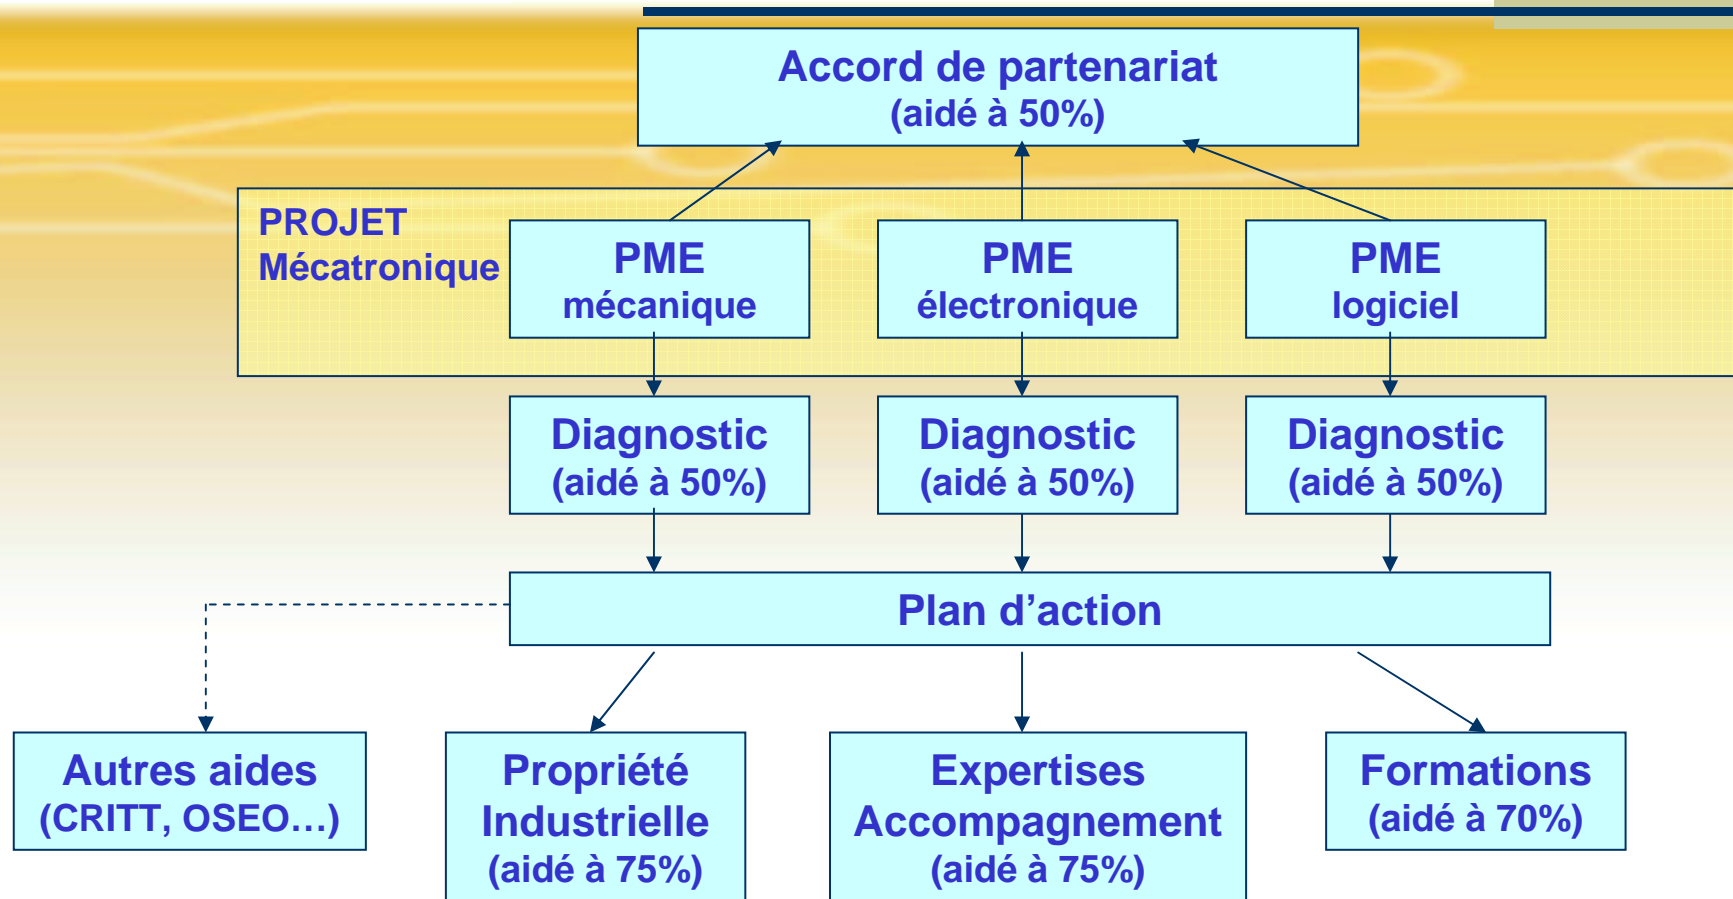 Accord de partenariat
(aidé à 50%)
PROJET
Mécatronique
PME
mécanique
PME
électronique
PME
logiciel
Diagnostic
(aidé à 50%)
Diagnostic
(aidé à 50%)
Diagnostic
(aidé à 50%)
Plan d’action
Autres aides
(CRITT, OSEO…)
Propriété
Industrielle
(aidé à 75%)
Expertises
Accompagnement
(aidé à 75%)
Formations
(aidé à 70%)